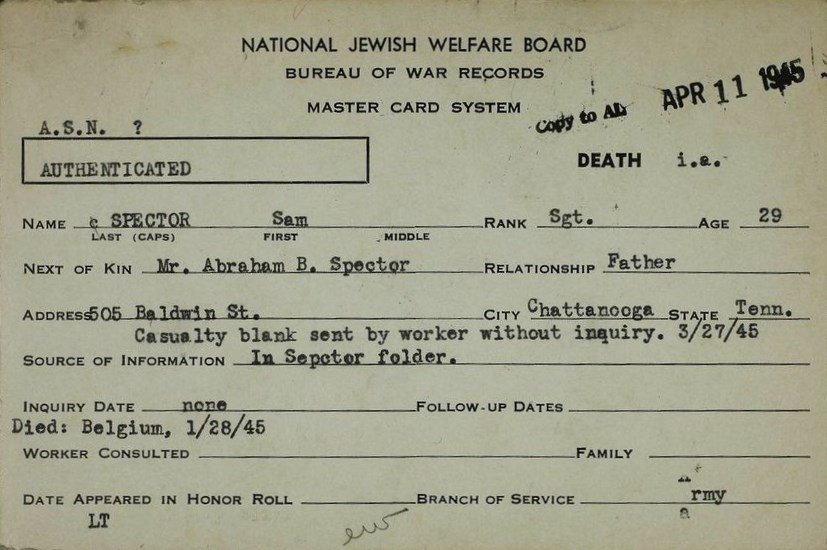 NATIONAL JEWISH WELFARE BOARD
BUREAU OF WAR RECORDS
MASTER CARD SYSTEM
Copy to AL APR 11 1945
A.S.N. ?
AUTHENTICATED
DEATH i.a.
NAME c SPECTOR Sam RANK Sgt. AGE 29
LAST (CAPS) FIRST MIDDLE
NEXT OF KIN Mr. Abraham B. Spector RELATIONSHIP Father
ADDRESS 505 Baldwin St. CITY Chattanooga STATE Tenn.
Casualty blank sent by worker without inquiry. 3/27/45
SOURCE OF INFORMATION In Sepctor folder.
INQUIRY DATE none FOLLOW-UP DATES
Died: Belgium, 1/28/45
WORKER CONSULTED FAMILY
DATE APPEARED IN HONOR ROLL BRANCH OF SERVICE Army
LT